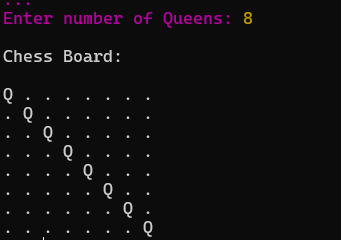 ...
Enter number of Queens: 8
Chess Board:
Q . . . . . . .
. Q . . . . . .
. . Q . . . . .
. . . Q . . . .
. . . . Q . . .
. . . . . Q . .
. . . . . . Q .
. . . . . . . Q